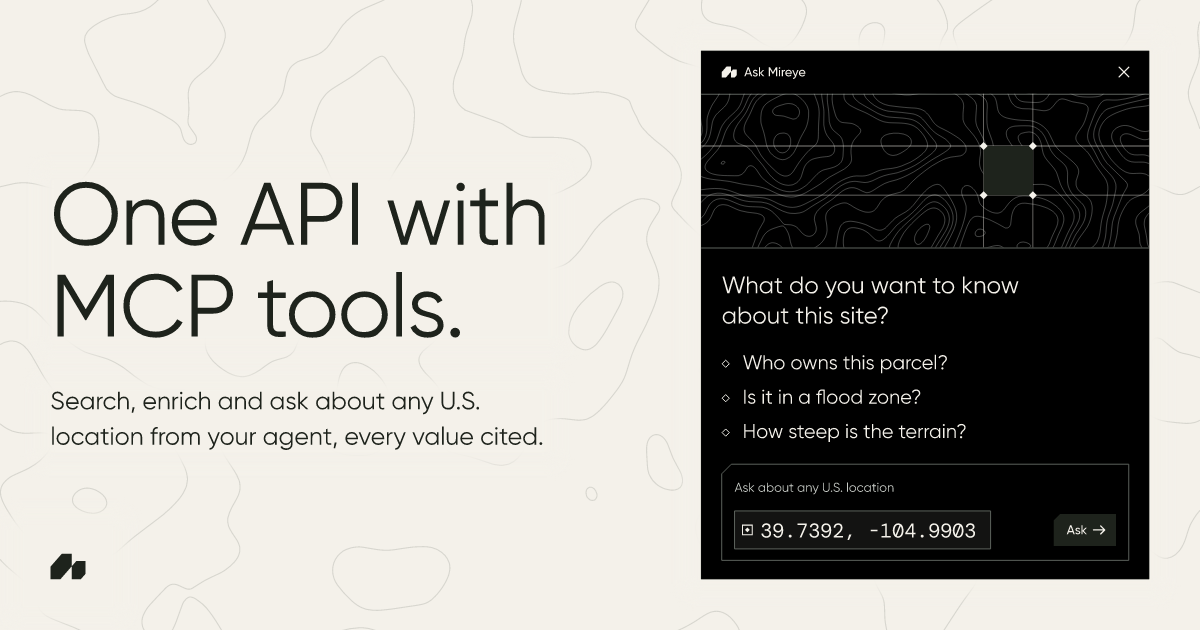 One API with
MCP tools.
Search, enrich and ask about any U.S.
location from your agent, every value cited.
Ask Mireye
What do you want to know
about this site?
Who owns this parcel?
Is it in a flood zone?
How steep is the terrain?
Ask about any U.S. location
39.7392, -104.9903
Ask →